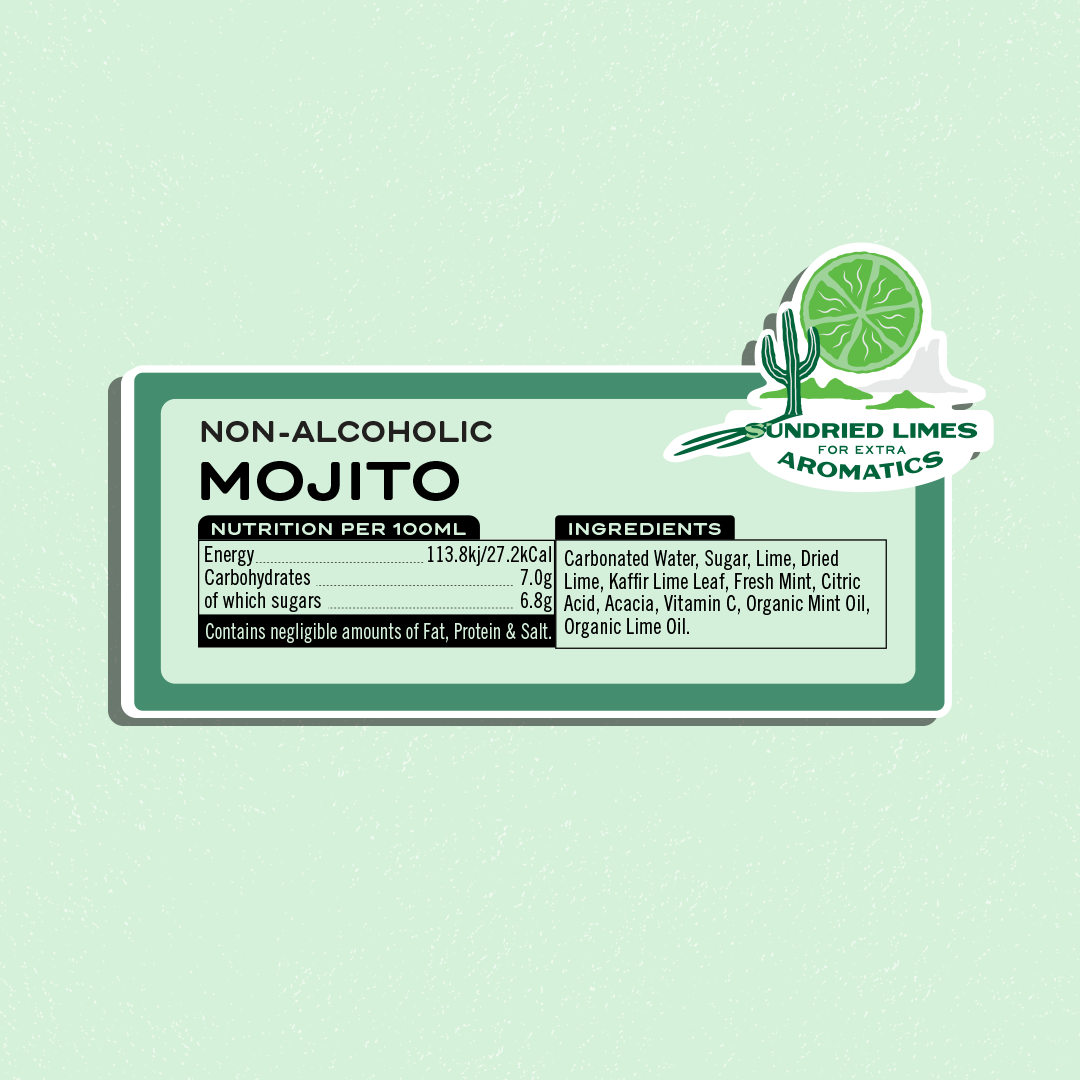 SUNDRIED LIMES
FOR EXTRA
AROMATICS
NON-ALCOHOLIC
MOJITO
NUTRITION PER 100ML
Energy 113.8kj/27.2kCal
Carbohydrates 7.0g
of which sugars 6.8g
Contains negligible amounts of Fat, Protein & Salt.
INGREDIENTS
Carbonated Water, Sugar, Lime, Dried
Lime, Kaffir Lime Leaf, Fresh Mint, Citric
Acid, Acacia, Vitamin C, Organic Mint Oil,
Organic Lime Oil.